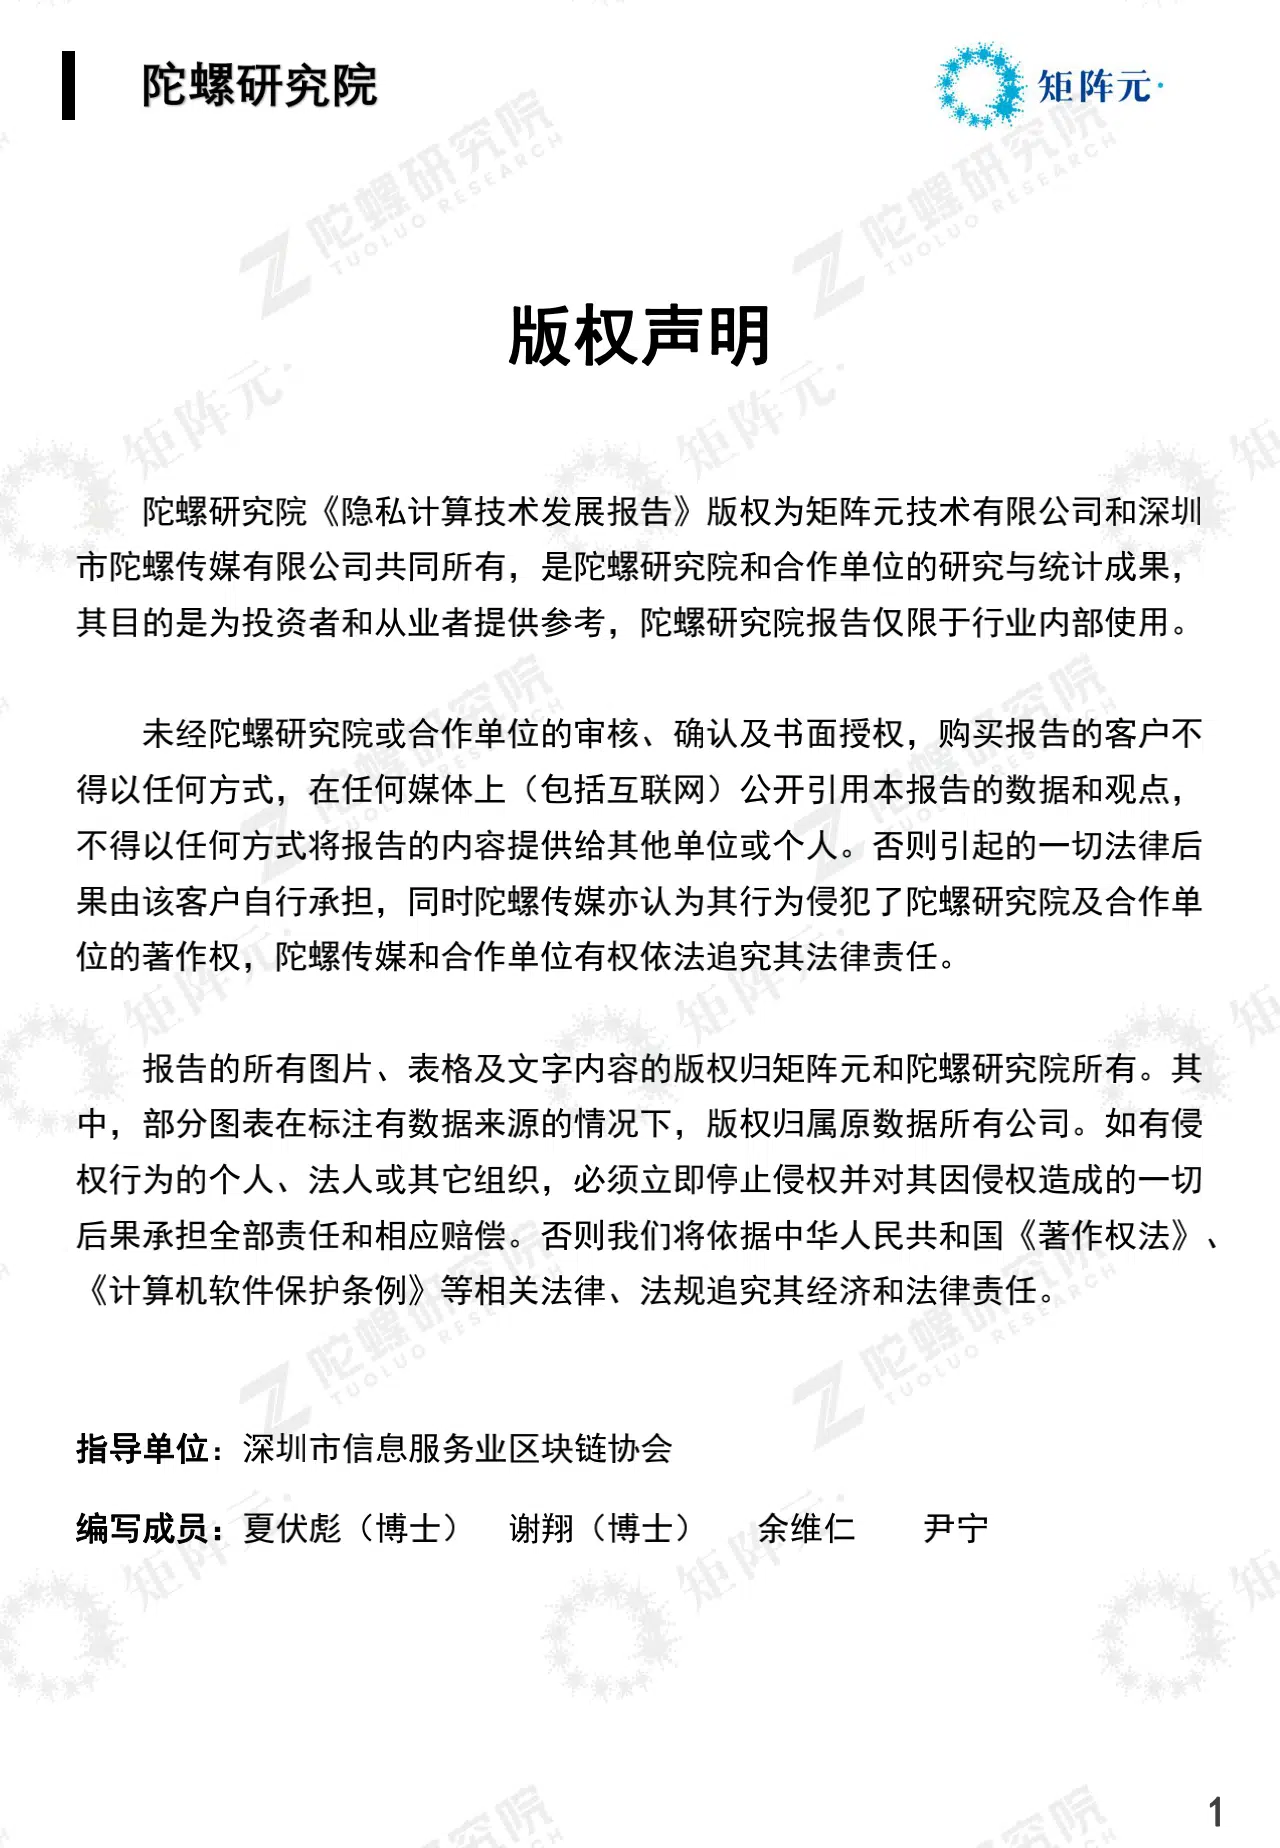 陀螺研究院
矩阵元
版权声明
陀螺研究院《隐私计算技术发展报告》版权为矩阵元技术有限公司和深圳
市陀螺传媒有限公司共同所有，是陀螺研究院和合作单位的研究与统计成果，
其目的是为投资者和从业者提供参考，陀螺研究院报告仅限于行业内部使用。
未经陀螺研究院或合作单位的审核、确认及书面授权，购买报告的客户不
得以任何方式，在任何媒体上（包括互联网）公开引用本报告的数据和观点，
不得以任何方式将报告的内容提供给其他单位或个人。否则引起的一切法律后
果由该客户自行承担，同时陀螺传媒亦认为其行为侵犯了陀螺研究院及合作单
位的著作权，陀螺传媒和合作单位有权依法追究其法律责任。
报告的所有图片、表格及文字内容的版权归矩阵元和陀螺研究院所有。其
中，部分图表在标注有数据来源的情况下，版权归属原数据所有公司。如有侵
权行为的个人、法人或其它组织，必须立即停止侵权并对其因侵权造成的一切
后果承担全部责任和相应赔偿。否则我们将依据中华人民共和国《著作权法》、
《计算机软件保护条例》等相关法律、法规追究其经济和法律责任。
指导单位：深圳市信息服务业区块链协会
编写成员：夏伏彪（博士） 谢翔（博士） 余维仁 尹宁
1
陀螺研究院
TUOLUO RESEARCH
矩阵元